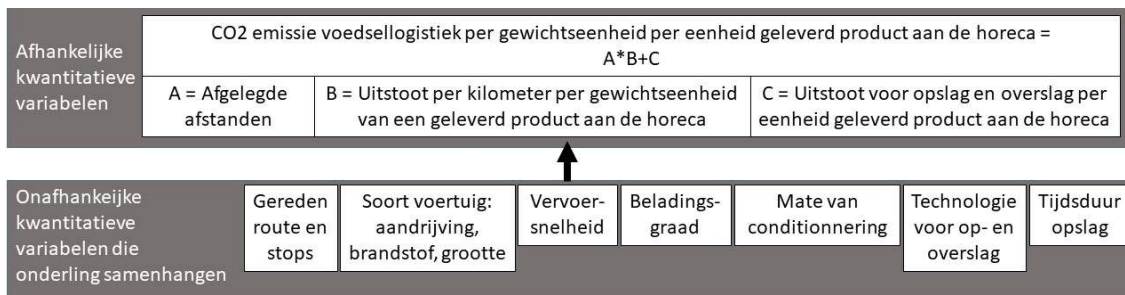 Afhankelijke
kwantitatieve
variabelen
CO2 emissie voedsellogistiek per gewichtseenheid per eenheid geleverd product aan de horeca =
A*B+C
A = Afgelegde
afstanden
B = Uitstoot per kilometer per gewichtseenheid
van een geleverd product aan de horeca
C = Uitstoot voor opslag en overslag per
eenheid geleverd product aan de horeca
Onafhankeijke
kwantitatieve
variabelen die
onderling samenhangen
Gereden
route en
stops
Soort voertuig:
aandrijving,
brandstof, grootte
Vervoer-
snelheid
Beladings-
graad
Mate van
conditionnering
Technologie
voor op- en
overslag
Tijdsduur
opslag